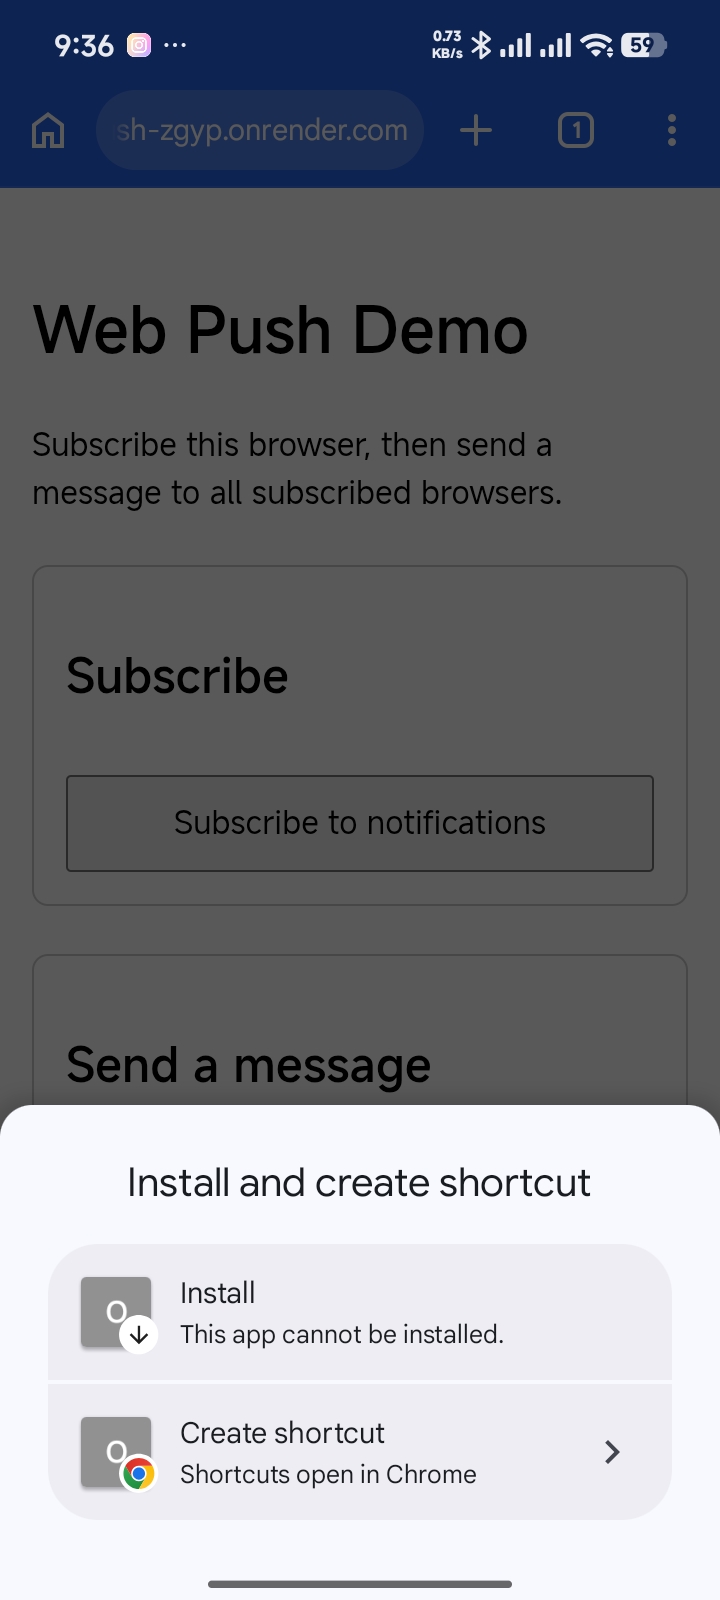 9:36
0.73
KB/s
59
sh-zgyp.onrender.com
1
Web Push Demo
Subscribe this browser, then send a
message to all subscribed browsers.
Subscribe
Subscribe to notifications
Send a message
Install and create shortcut
O
Install
This app cannot be installed.
O
Create shortcut
Shortcuts open in Chrome